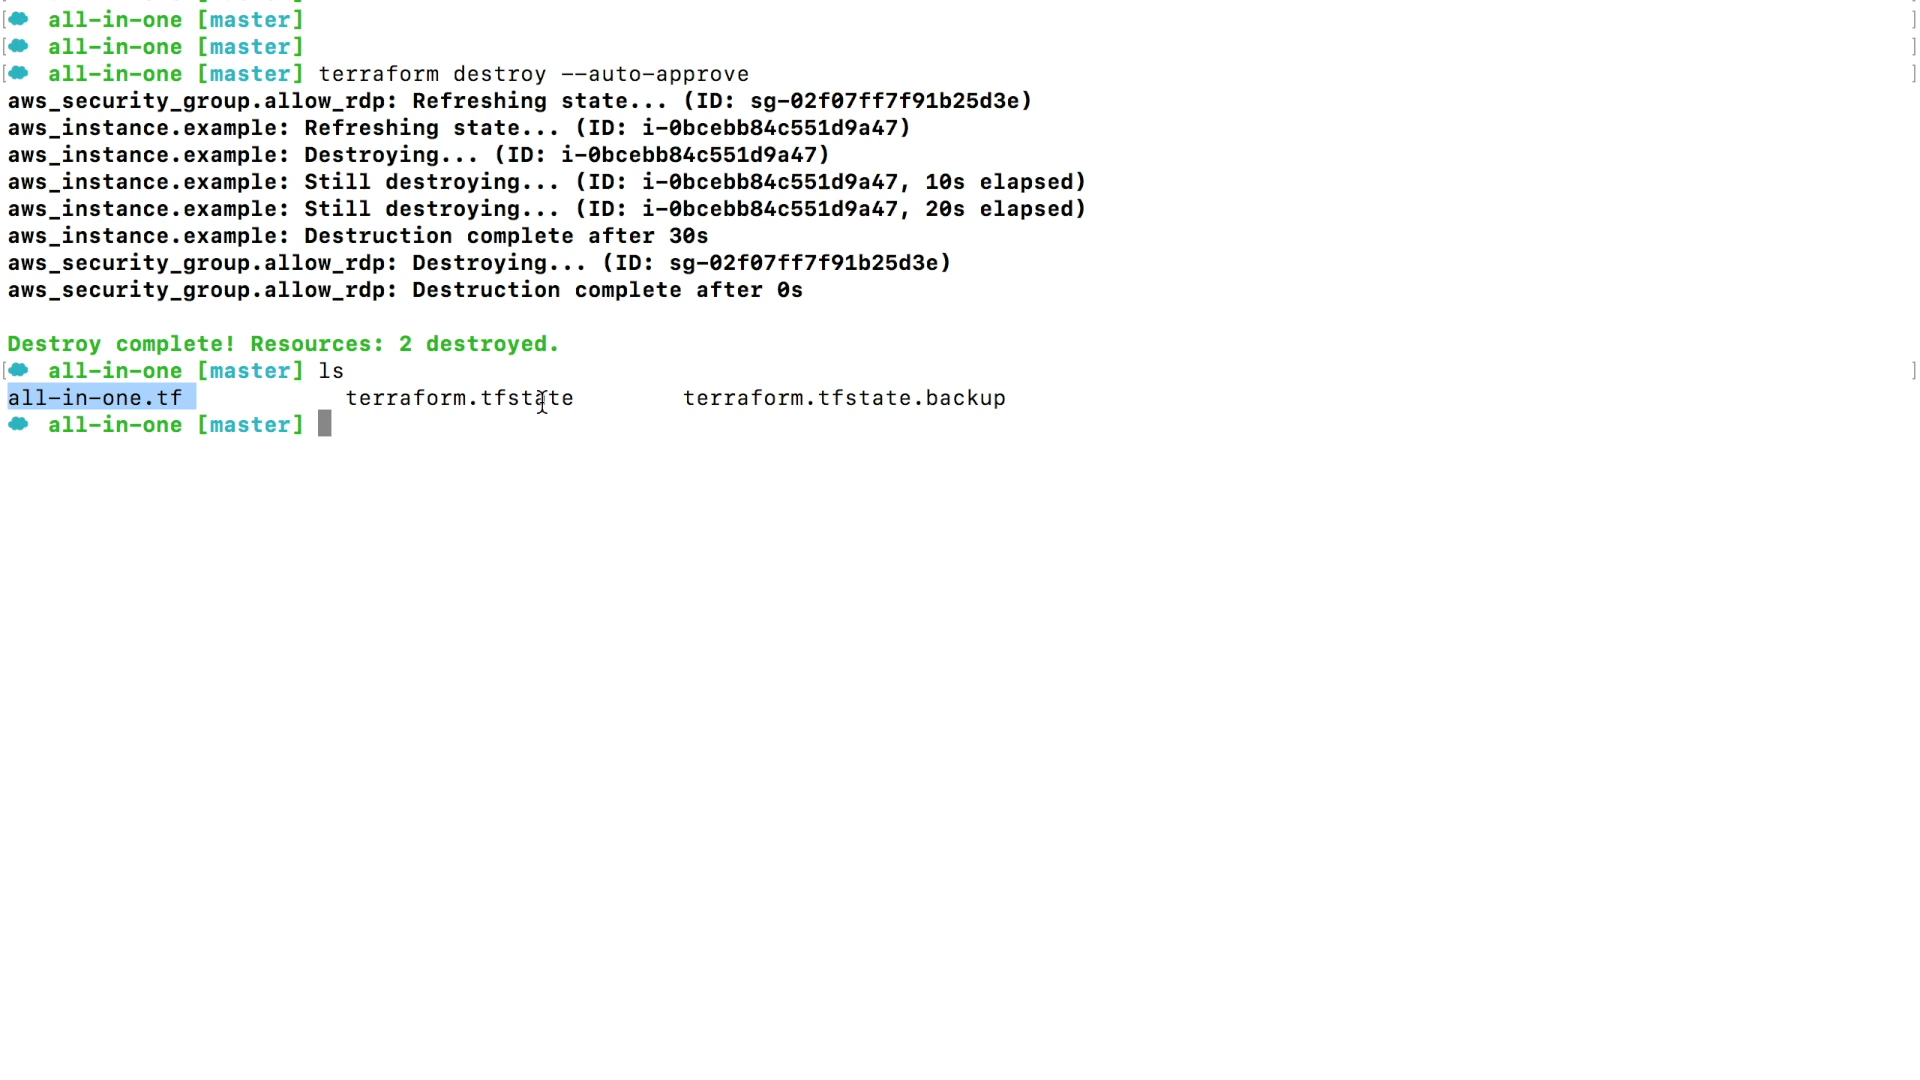 all-in-one [master]
all-in-one [master]
all-in-one [master] terraform destroy --auto-approve
aws_security_group.allow_rdp: Refreshing state... (ID: sg-02f07ff7f91b25d3e)
aws_instance.example: Refreshing state... (ID: i-0bcebb84c551d9a47)
aws_instance.example: Destroying... (ID: i-0bcebb84c551d9a47)
aws_instance.example: Still destroying... (ID: i-0bcebb84c551d9a47, 10s elapsed)
aws_instance.example: Still destroying... (ID: i-0bcebb84c551d9a47, 20s elapsed)
aws_instance.example: Destruction complete after 30s
aws_security_group.allow_rdp: Destroying... (ID: sg-02f07ff7f91b25d3e)
aws_security_group.allow_rdp: Destruction complete after 0s
Destroy complete! Resources: 2 destroyed.
all-in-one [master] ls
all-in-one.tf terraform.tfstate terraform.tfstate.backup
all-in-one [master]